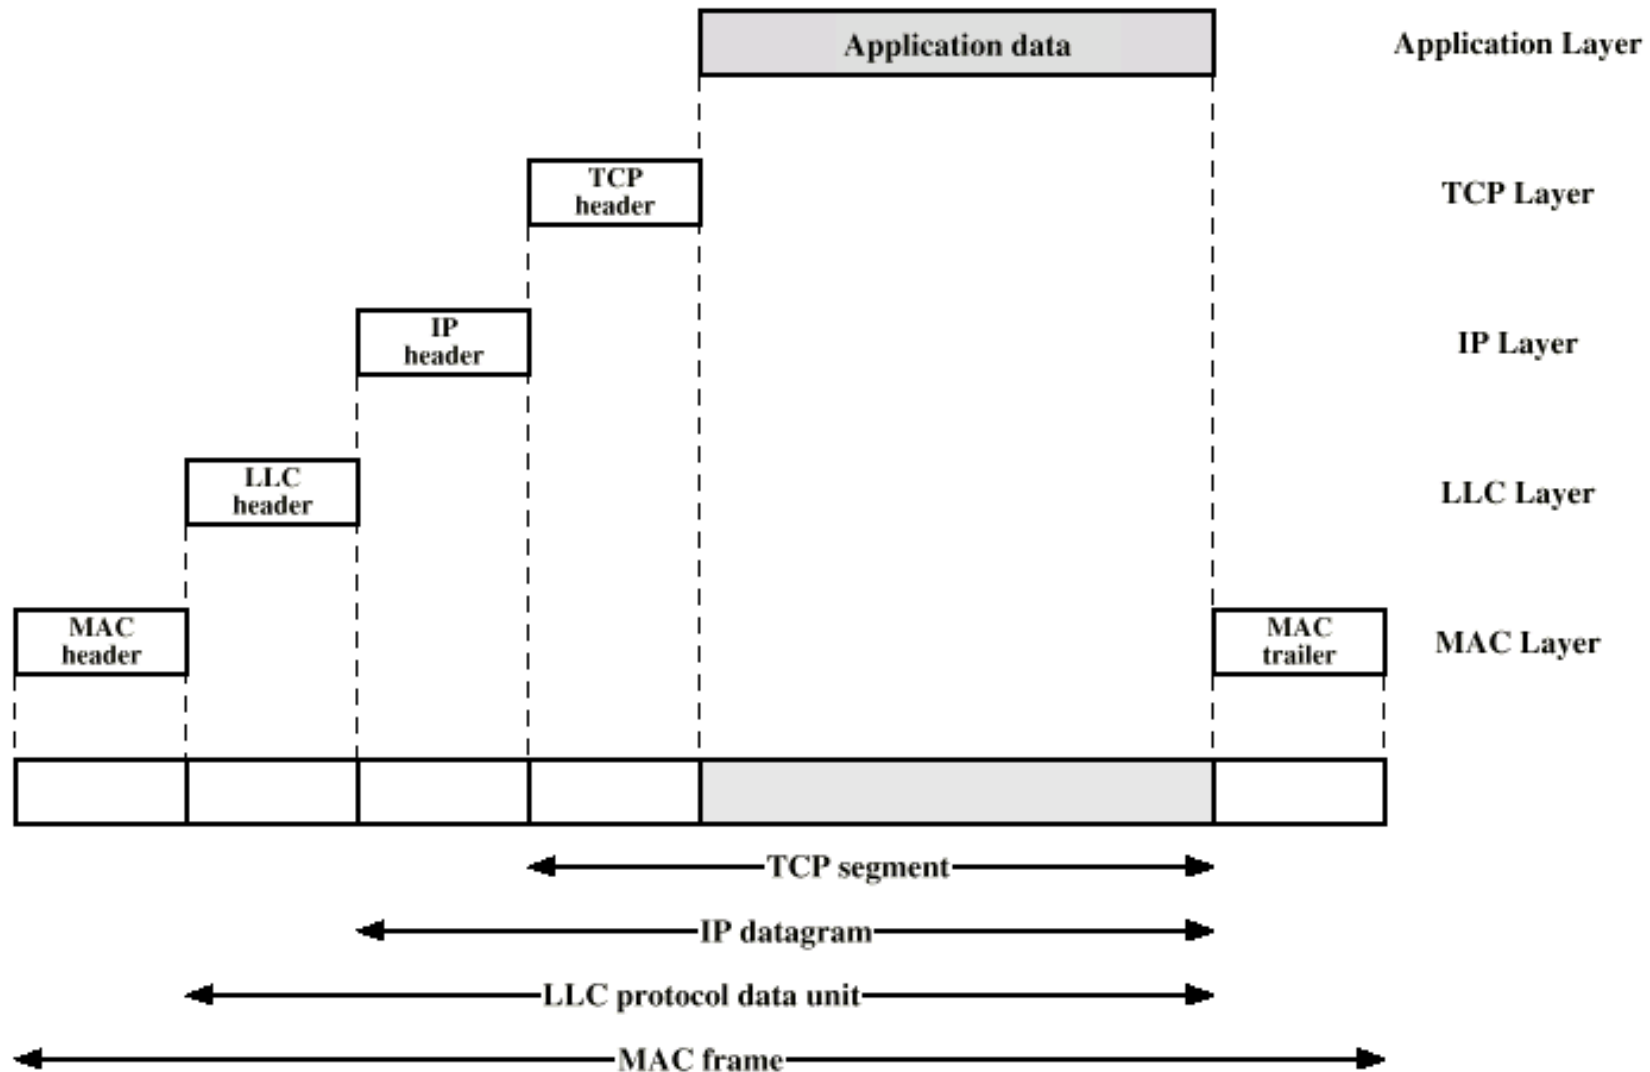 Application data
Application Layer
TCP
header
TCP Layer
IP
header
IP Layer
LLC
header
LLC Layer
MAC
header
MAC
trailer
MAC Layer
TCP segment
IP datagram
LLC protocol data unit
MAC frame